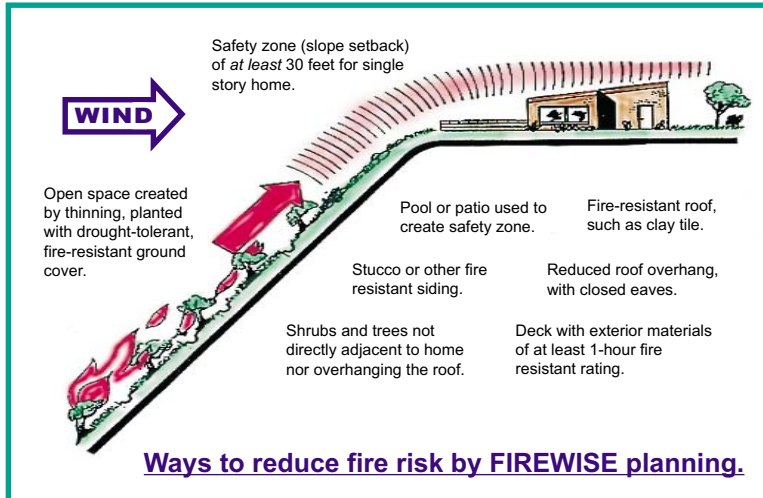 Safety zone (slope setback)
of at least 30 feet for single
story home.
WIND
Open space created
by thinning, planted
with drought-tolerant,
fire-resistant ground
cover.
Pool or patio used to
create safety zone.
Fire-resistant roof,
such as clay tile.
Stucco or other fire
resistant siding.
Reduced roof overhang,
with closed eaves.
Shrubs and trees not
directly adjacent to home
nor overhanging the roof.
Deck with exterior materials
of at least 1-hour fire
resistant rating.
Ways to reduce fire risk by FIREWISE planning.